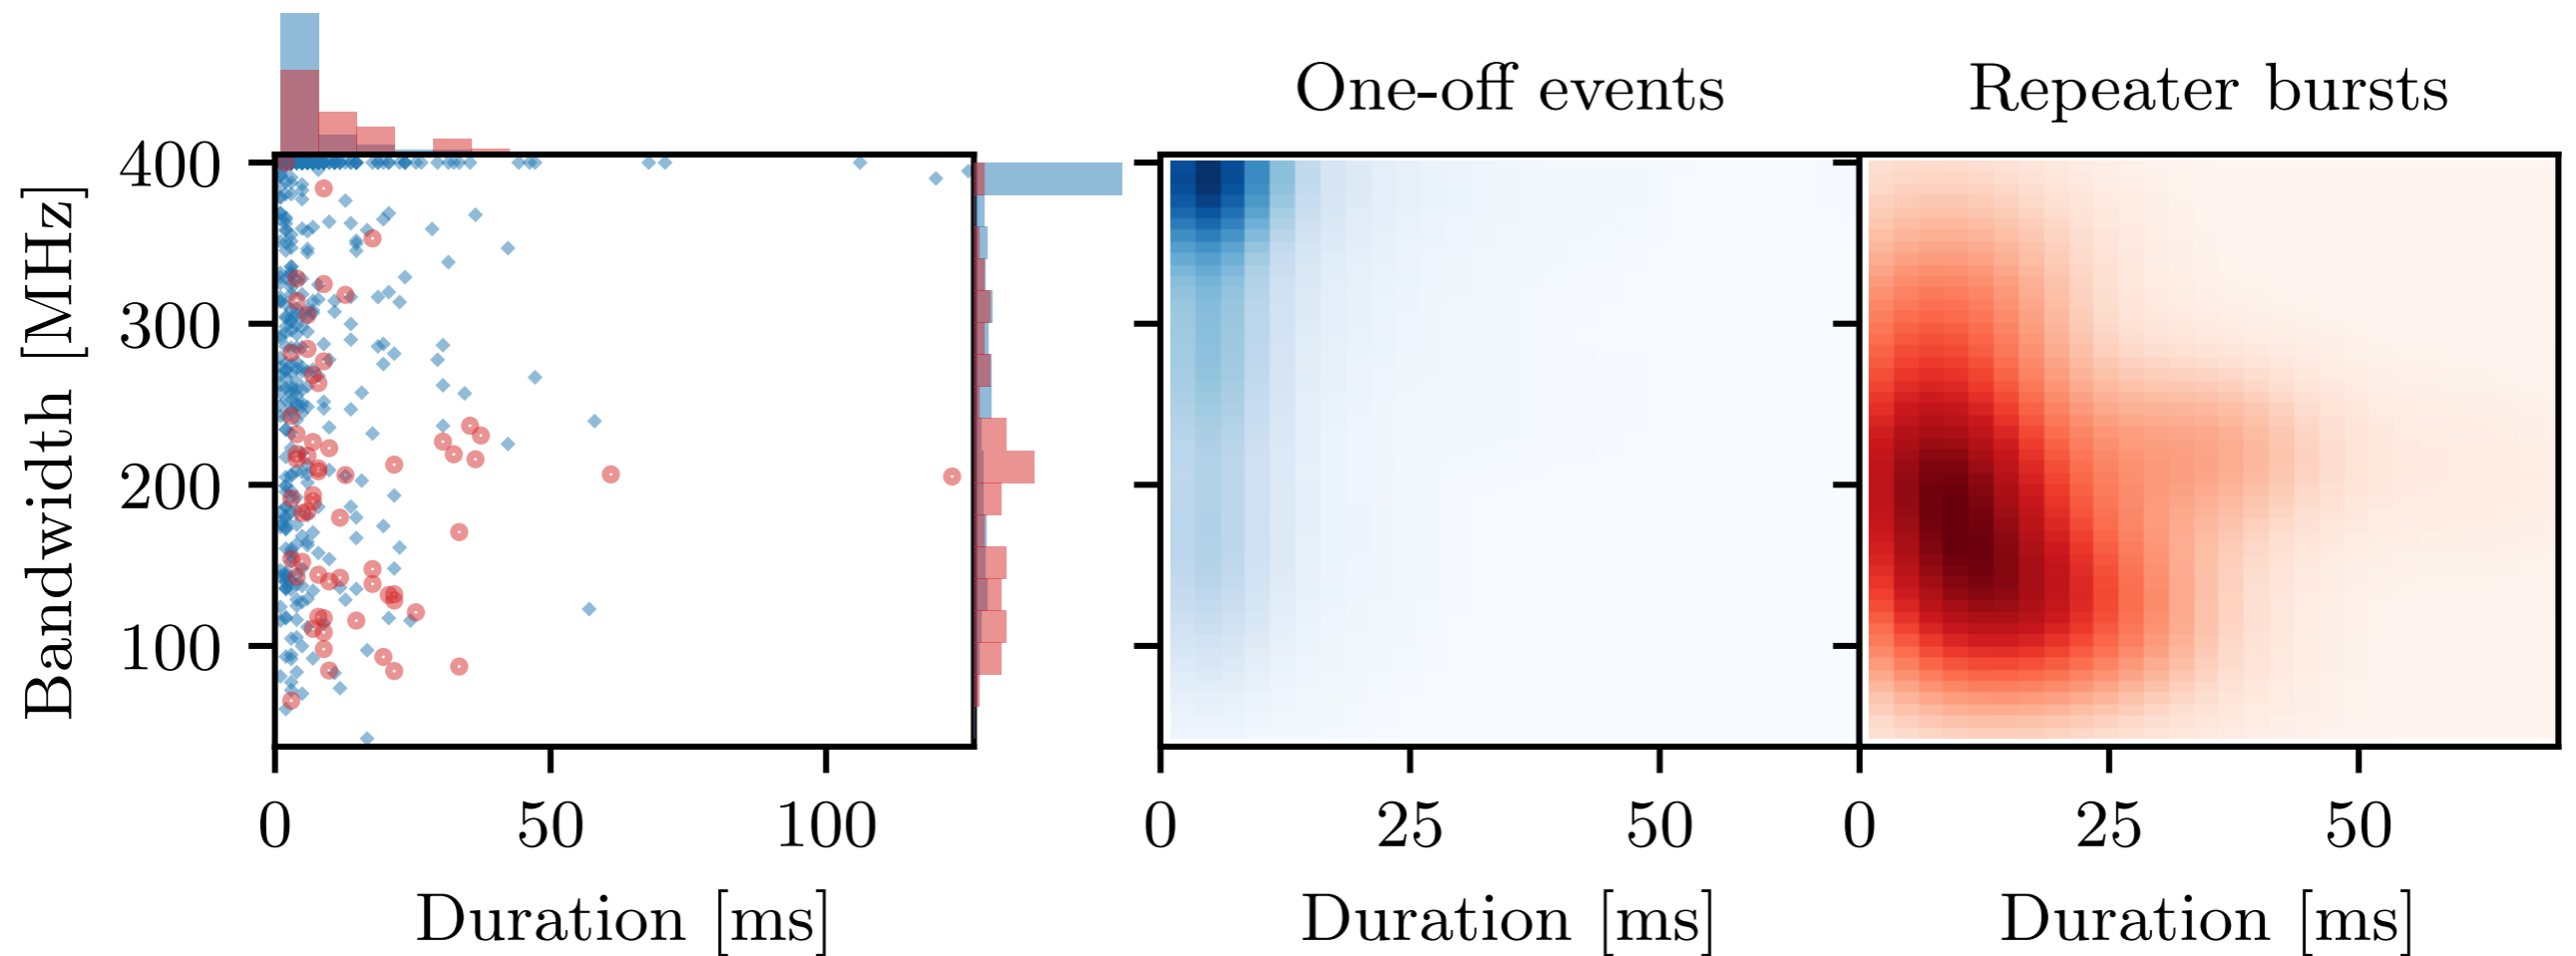 One-off events
Repeater bursts
Bandwidth [MHz]
400
300
200
100
0
50
100
0
25
50
0
25
50
Duration [ms]
Duration [ms]
Duration [ms]